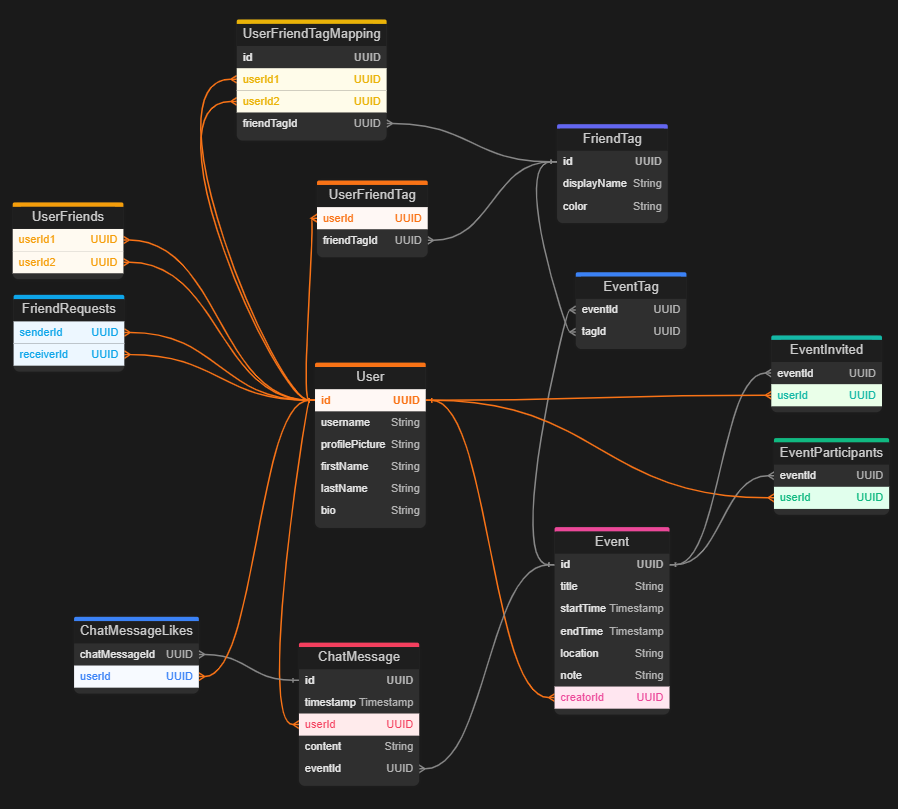 UserFriendTagMapping
id UUID
userId1 UUID
userId2 UUID
friendTagId UUID
FriendTag
id UUID
displayName String
color String
UserFriendTag
userId UUID
friendTagId UUID
UserFriends
userId1 UUID
userId2 UUID
FriendRequests
senderId UUID
receiverId UUID
EventTag
eventId UUID
tagId UUID
EventInvited
eventId UUID
userId UUID
User
id UUID
username String
profilePicture String
firstName String
lastName String
bio String
EventParticipants
eventId UUID
userId UUID
Event
id UUID
title String
startTime Timestamp
endTime Timestamp
location String
note String
creatorId UUID
ChatMessageLikes
chatMessageId UUID
userId UUID
ChatMessage
id UUID
timestamp Timestamp
userId UUID
content String
eventId UUID